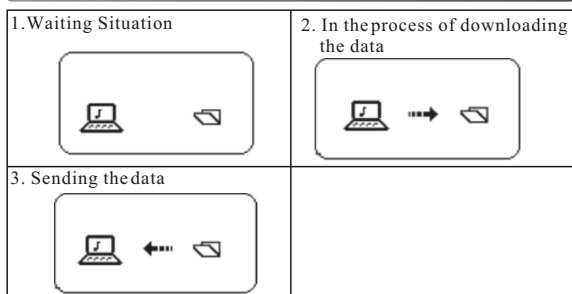 1.Waiting Situation
2. In the process of downloading
the data
3. Sending the data